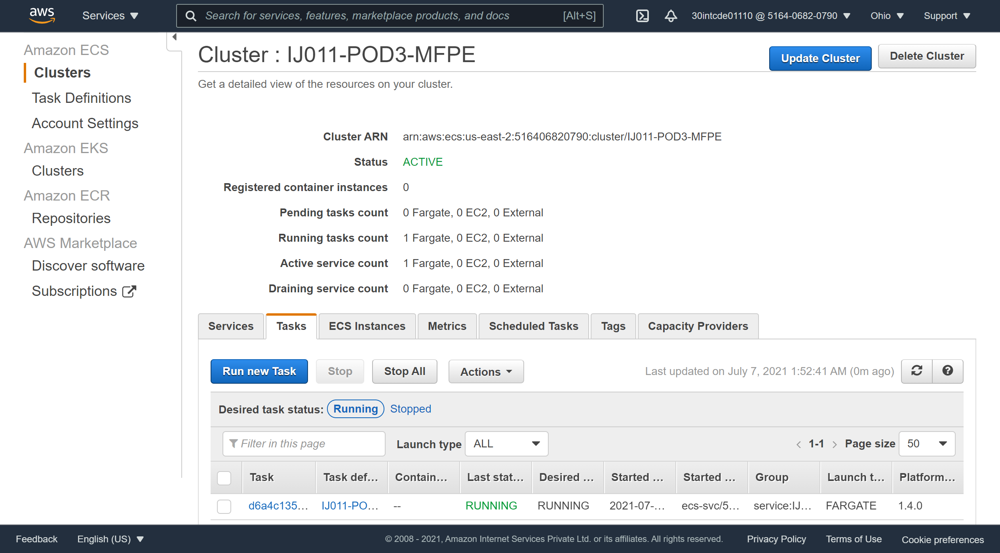 aws
Services
Search for services, features, marketplace products, and docs [Alt+S]
30intcde01110 @ 5164-0682-0790
Ohio
Support
Amazon ECS
Clusters
Task Definitions
Account Settings
Amazon EKS
Clusters
Amazon ECR
Repositories
AWS Marketplace
Discover software
Subscriptions
Cluster : IJ011-POD3-MFPE
Update Cluster
Delete Cluster
Get a detailed view of the resources on your cluster.
Cluster ARN arn:aws:ecs:us-east-2:516406820790:cluster/IJ011-POD3-MFPE
Status ACTIVE
Registered container instances 0
Pending tasks count 0 Fargate, 0 EC2, 0 External
Running tasks count 1 Fargate, 0 EC2, 0 External
Active service count 1 Fargate, 0 EC2, 0 External
Draining service count 0 Fargate, 0 EC2, 0 External
Services Tasks ECS Instances Metrics Scheduled Tasks Tags Capacity Providers
Run new Task Stop Stop All Actions Last updated on July 7, 2021 1:52:41 AM (0m ago)
Desired task status: Running Stopped
Filter in this page Launch type ALL < 1-1 > Page size 50
Task Task def... Contain... Last stat... Desired ... Started ... Started ... Group Launch t... Platform...
d6a4c135... IJ011-PO... -- RUNNING RUNNING 2021-07-... ecs-svc/5... service:IJ... FARGATE 1.4.0
Feedback English (US) © 2008 - 2021, Amazon Internet Services Private Ltd. or its affiliates. All rights reserved. Privacy Policy Terms of Use Cookie preferences